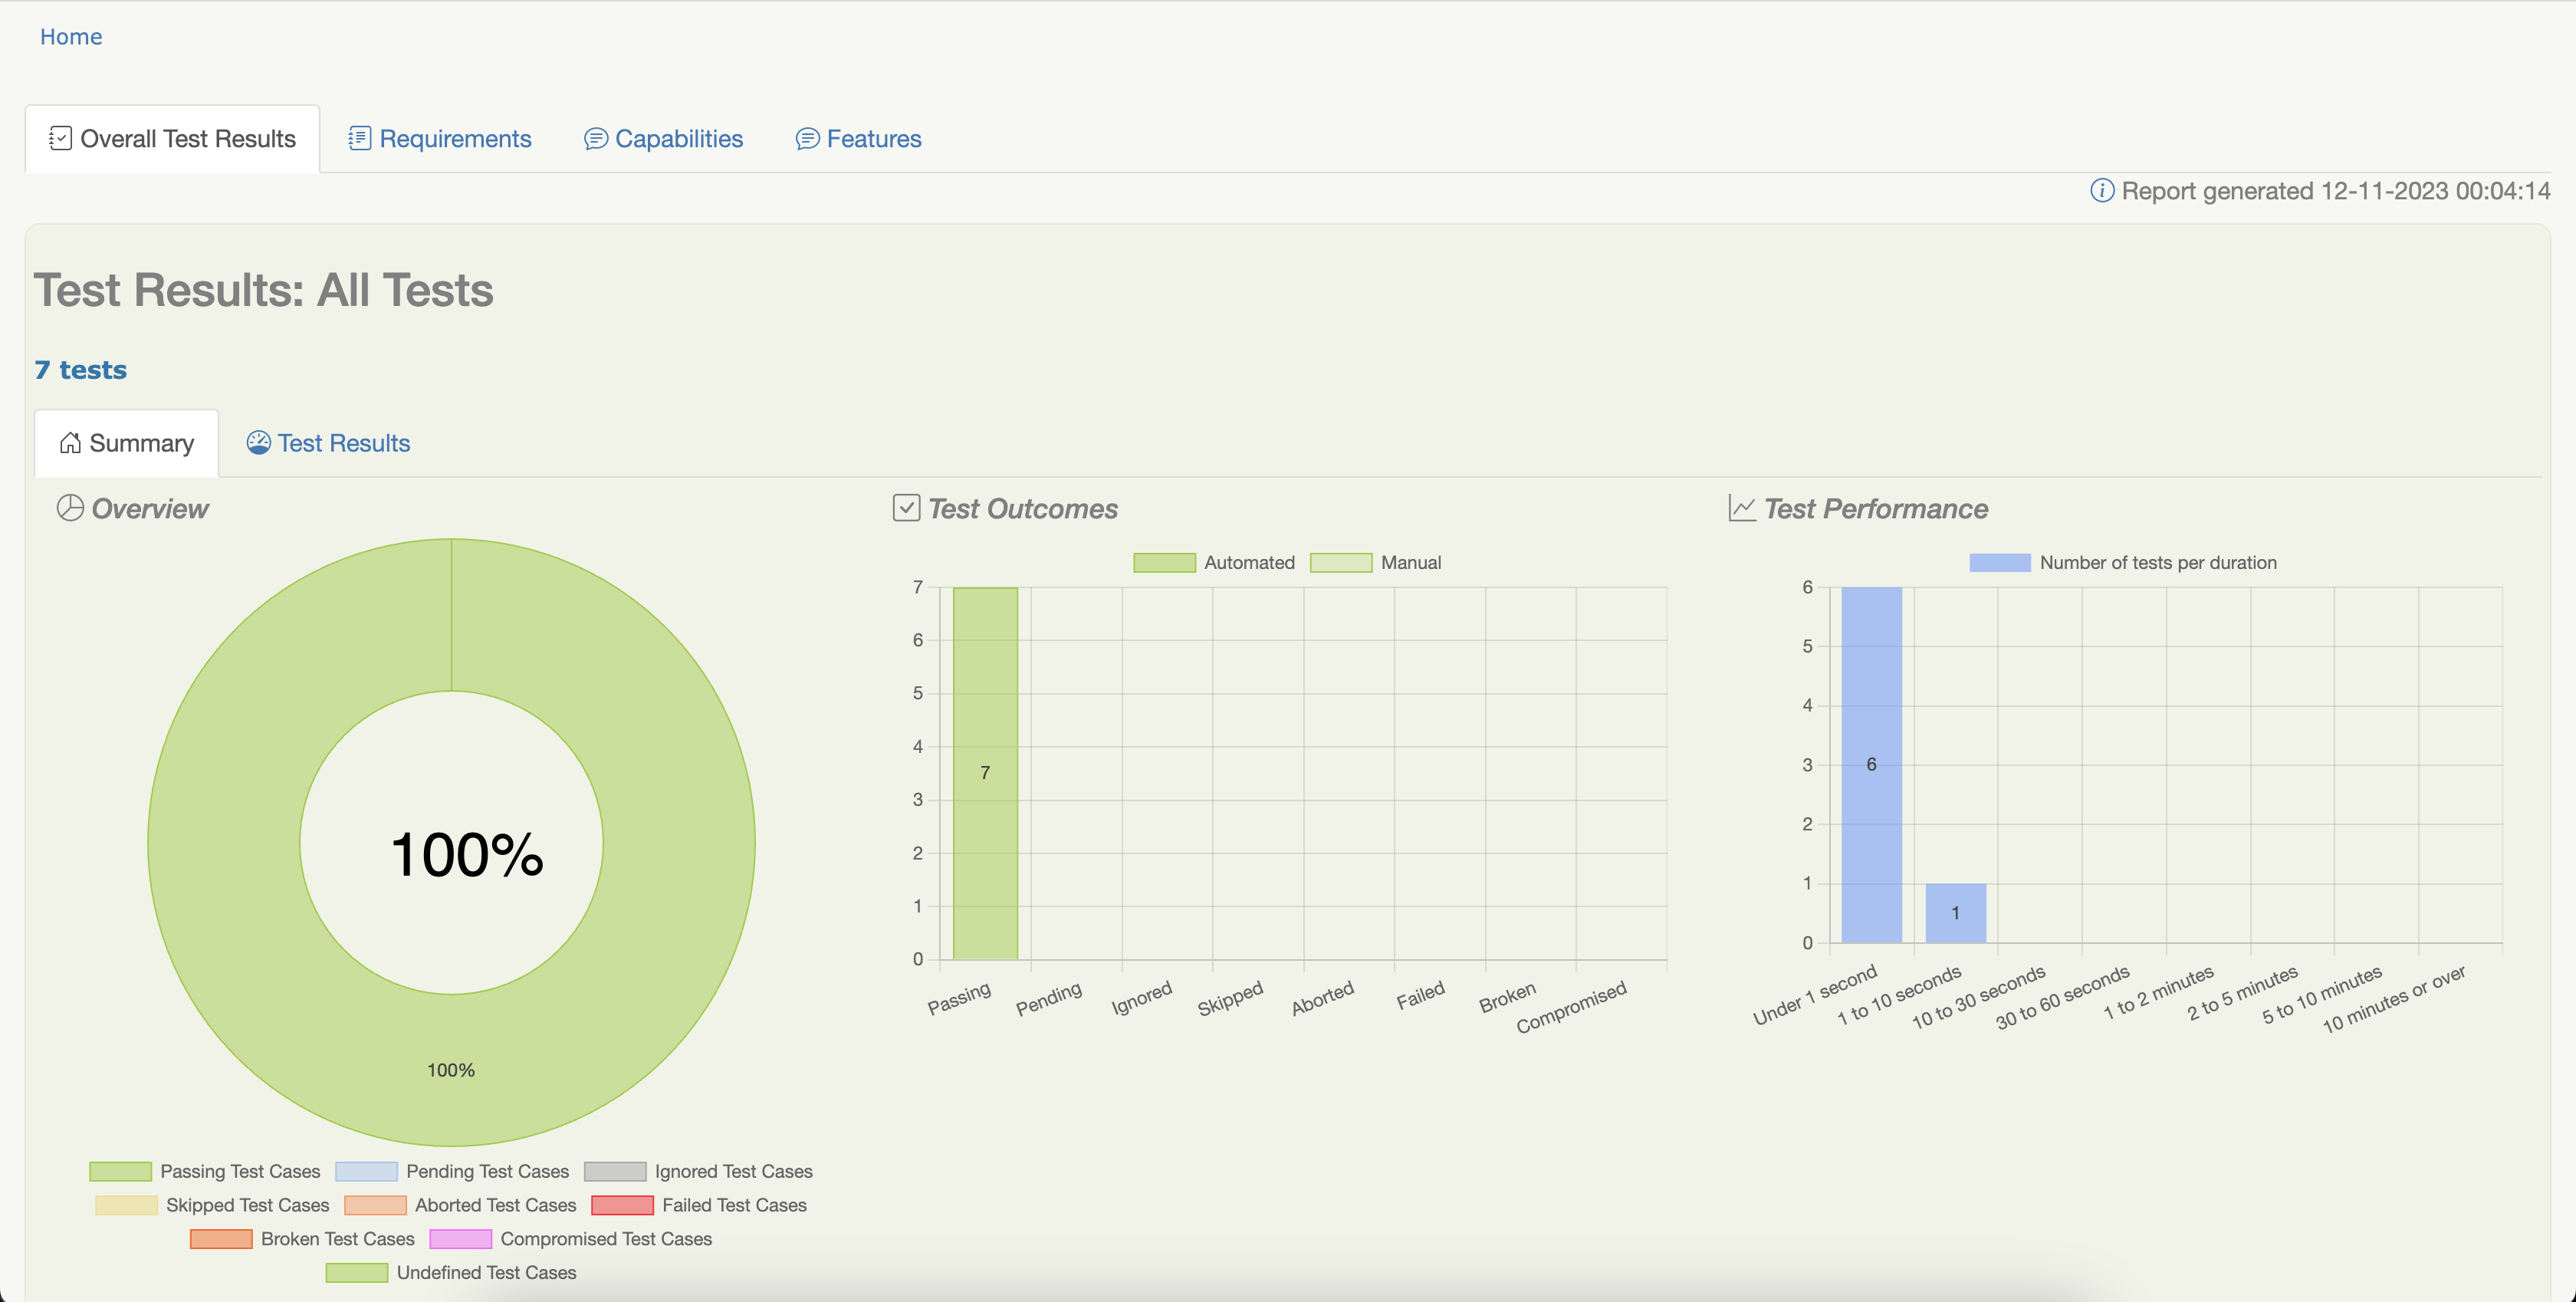 Home
Overall Test Results
Requirements
Capabilities
Features
Report generated 12-11-2023 00:04:14
Test Results: All Tests
7 tests
Summary
Test Results
Overview
100%
100%
Passing Test Cases
Pending Test Cases
Ignored Test Cases
Skipped Test Cases
Aborted Test Cases
Failed Test Cases
Broken Test Cases
Compromised Test Cases
Undefined Test Cases
Test Outcomes
Automated
Manual
7
6
5
4
3
2
1
0
7
Passing
Pending
Ignored
Skipped
Aborted
Failed
Broken
Compromised
Test Performance
Number of tests per duration
6
5
4
3
2
1
0
6
1
Under 1 second
1 to 10 seconds
10 to 30 seconds
30 to 60 seconds
1 to 2 minutes
2 to 5 minutes
5 to 10 minutes
10 minutes or over